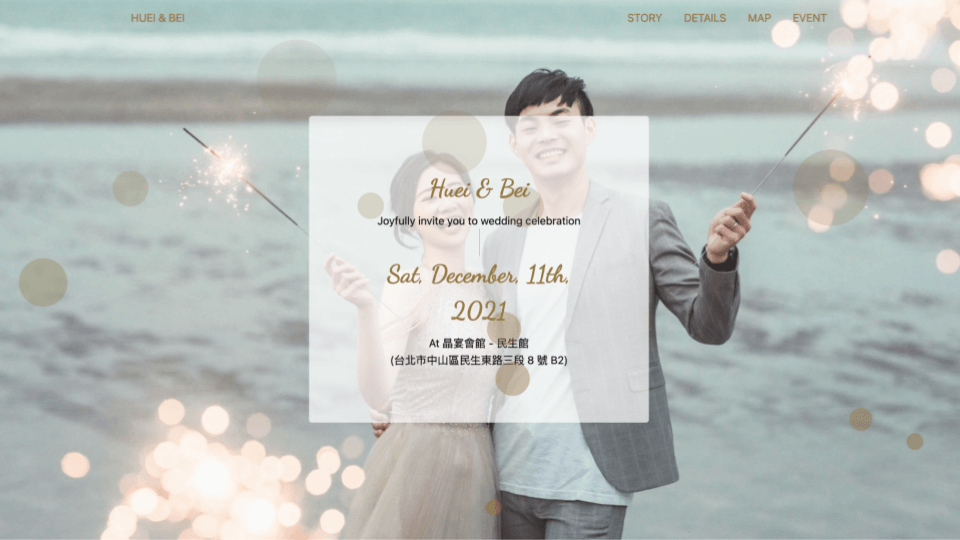 HUEI & BEI
STORY DETAILS MAP EVENT
Huei & Bei
Joyfully invite you to wedding celebration
Sat, December, 11th,
2021
At 晶宴會館 - 民生館
(台北市中山區民生東路三段 8 號 B2)